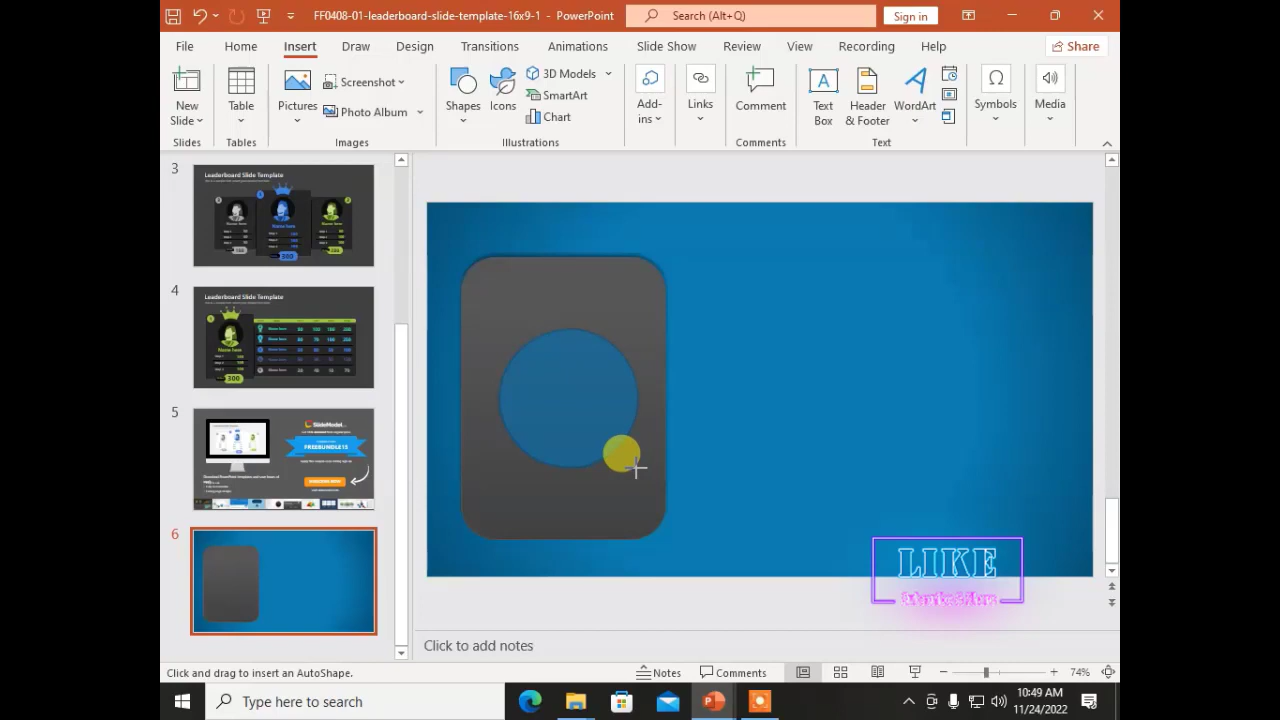 FF0408-01-leaderboard-slide-template-16x9-1 - PowerPoint
Search (Alt+Q)
Sign in
File Home Insert Draw Design Transitions Animations Slide Show Review View Recording Help Share
New Slide
Table
Pictures
Screenshot
Photo Album
Shapes
Icons
3D Models
SmartArt
Chart
Add-ins
Links
Comment
Text Box
Header & Footer
WordArt
Symbols
Media
Slides Tables Images Illustrations Comments Text
3
Leaderboard Slide Template
300
4
Leaderboard Slide Template
300
5
SlideModel
FREEBUNDLE15
6
LIKE
Click to add notes
Click and drag to insert an AutoShape.
Notes
Comments
74%
Type here to search
10:49 AM
11/24/2022